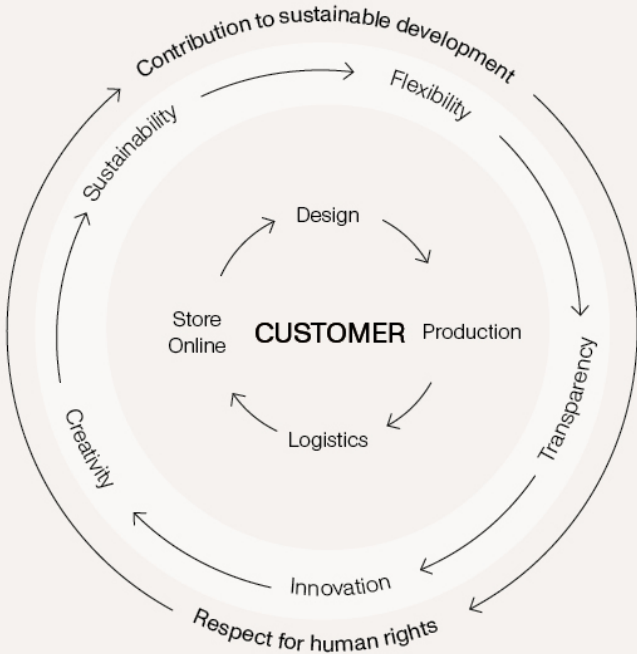 Contribution to sustainable development
Sustainability
Flexibility
Design
Store
Online
CUSTOMER
Production
Logistics
Creativity
Transparency
Innovation
Respect for human rights